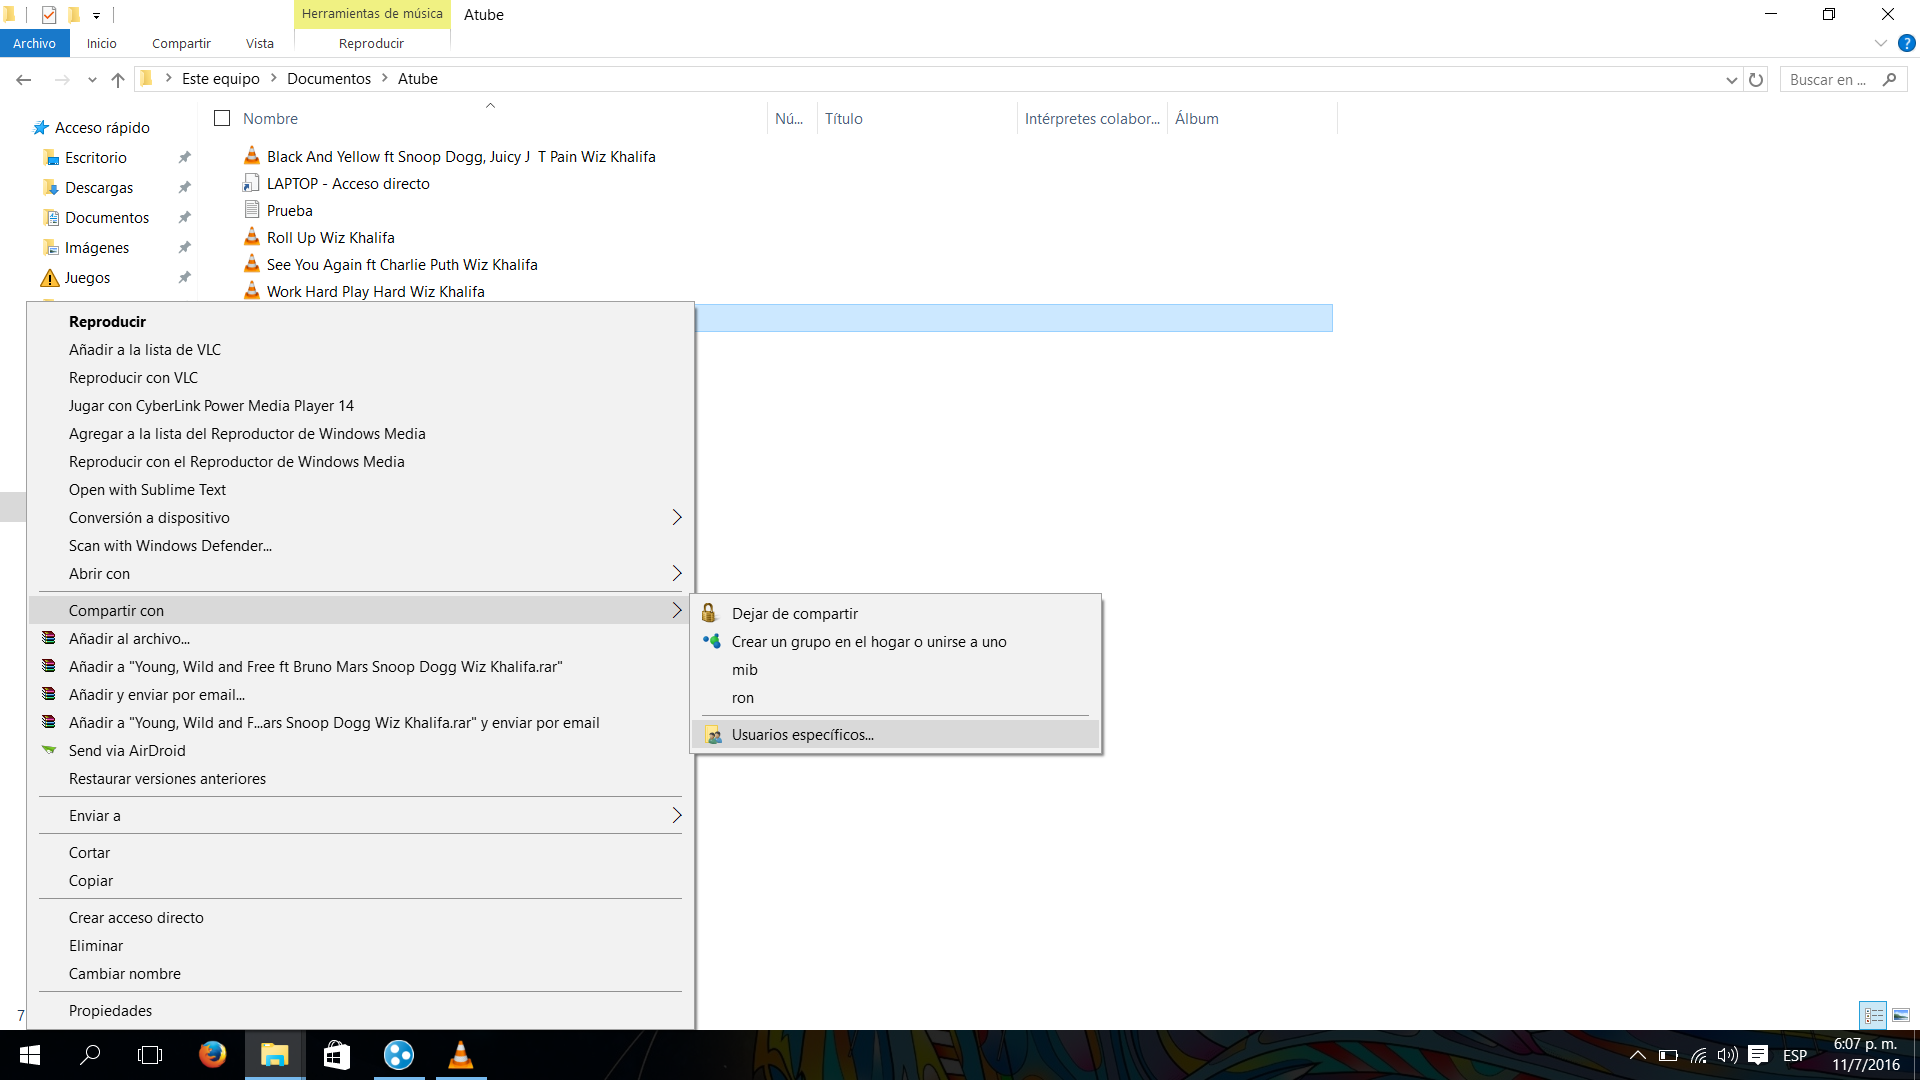 Herramientas de música
Atube
Archivo
Inicio
Compartir
Vista
Reproducir
Este equipo
Documentos
Atube
Buscar en ...
Acceso rápido
Escritorio
Descargas
Documentos
Imágenes
Juegos
Nombre
Nú...
Título
Intérpretes colabor...
Álbum
Black And Yellow ft Snoop Dogg, Juicy J  T Pain Wiz Khalifa
LAPTOP - Acceso directo
Prueba
Roll Up Wiz Khalifa
See You Again ft Charlie Puth Wiz Khalifa
Work Hard Play Hard Wiz Khalifa
Reproducir
Añadir a la lista de VLC
Reproducir con VLC
Jugar con CyberLink Power Media Player 14
Agregar a la lista del Reproductor de Windows Media
Reproducir con el Reproductor de Windows Media
Open with Sublime Text
Conversión a dispositivo
Scan with Windows Defender...
Abrir con
Compartir con
Añadir al archivo...
Añadir a "Young, Wild and Free ft Bruno Mars Snoop Dogg Wiz Khalifa.rar"
Añadir y enviar por email...
Añadir a "Young, Wild and F...ars Snoop Dogg Wiz Khalifa.rar" y enviar por email
Send via AirDroid
Restaurar versiones anteriores
Enviar a
Cortar
Copiar
Crear acceso directo
Eliminar
Cambiar nombre
Propiedades
Dejar de compartir
Crear un grupo en el hogar o unirse a uno
mib
ron
Usuarios específicos...
7
ESP
6:07 p. m.
11/7/2016